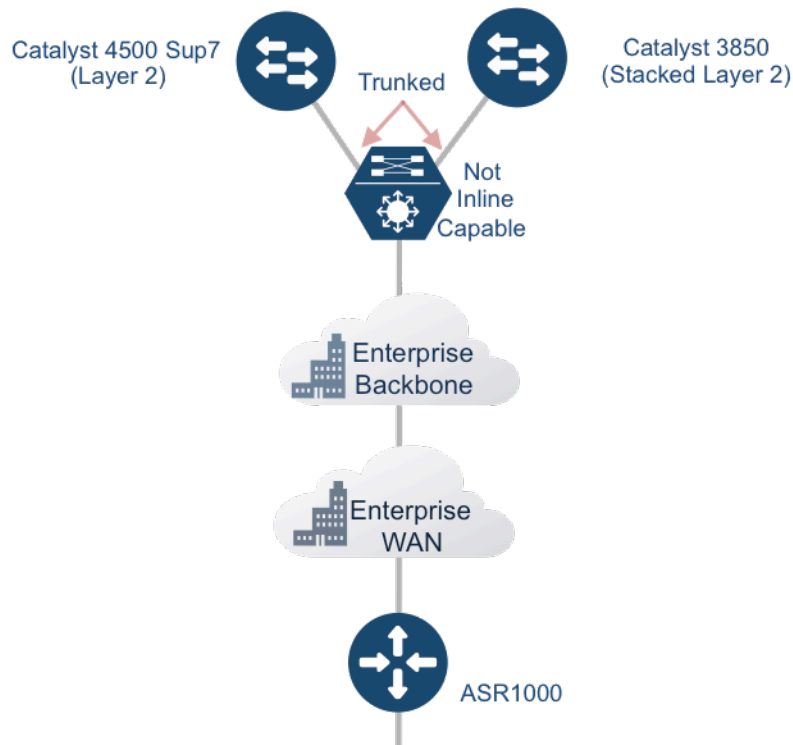 Catalyst 4500 Sup7
(Layer 2)
Catalyst 3850
(Stacked Layer 2)
Trunked
Not
Inline
Capable
Enterprise
Backbone
Enterprise
WAN
ASR1000